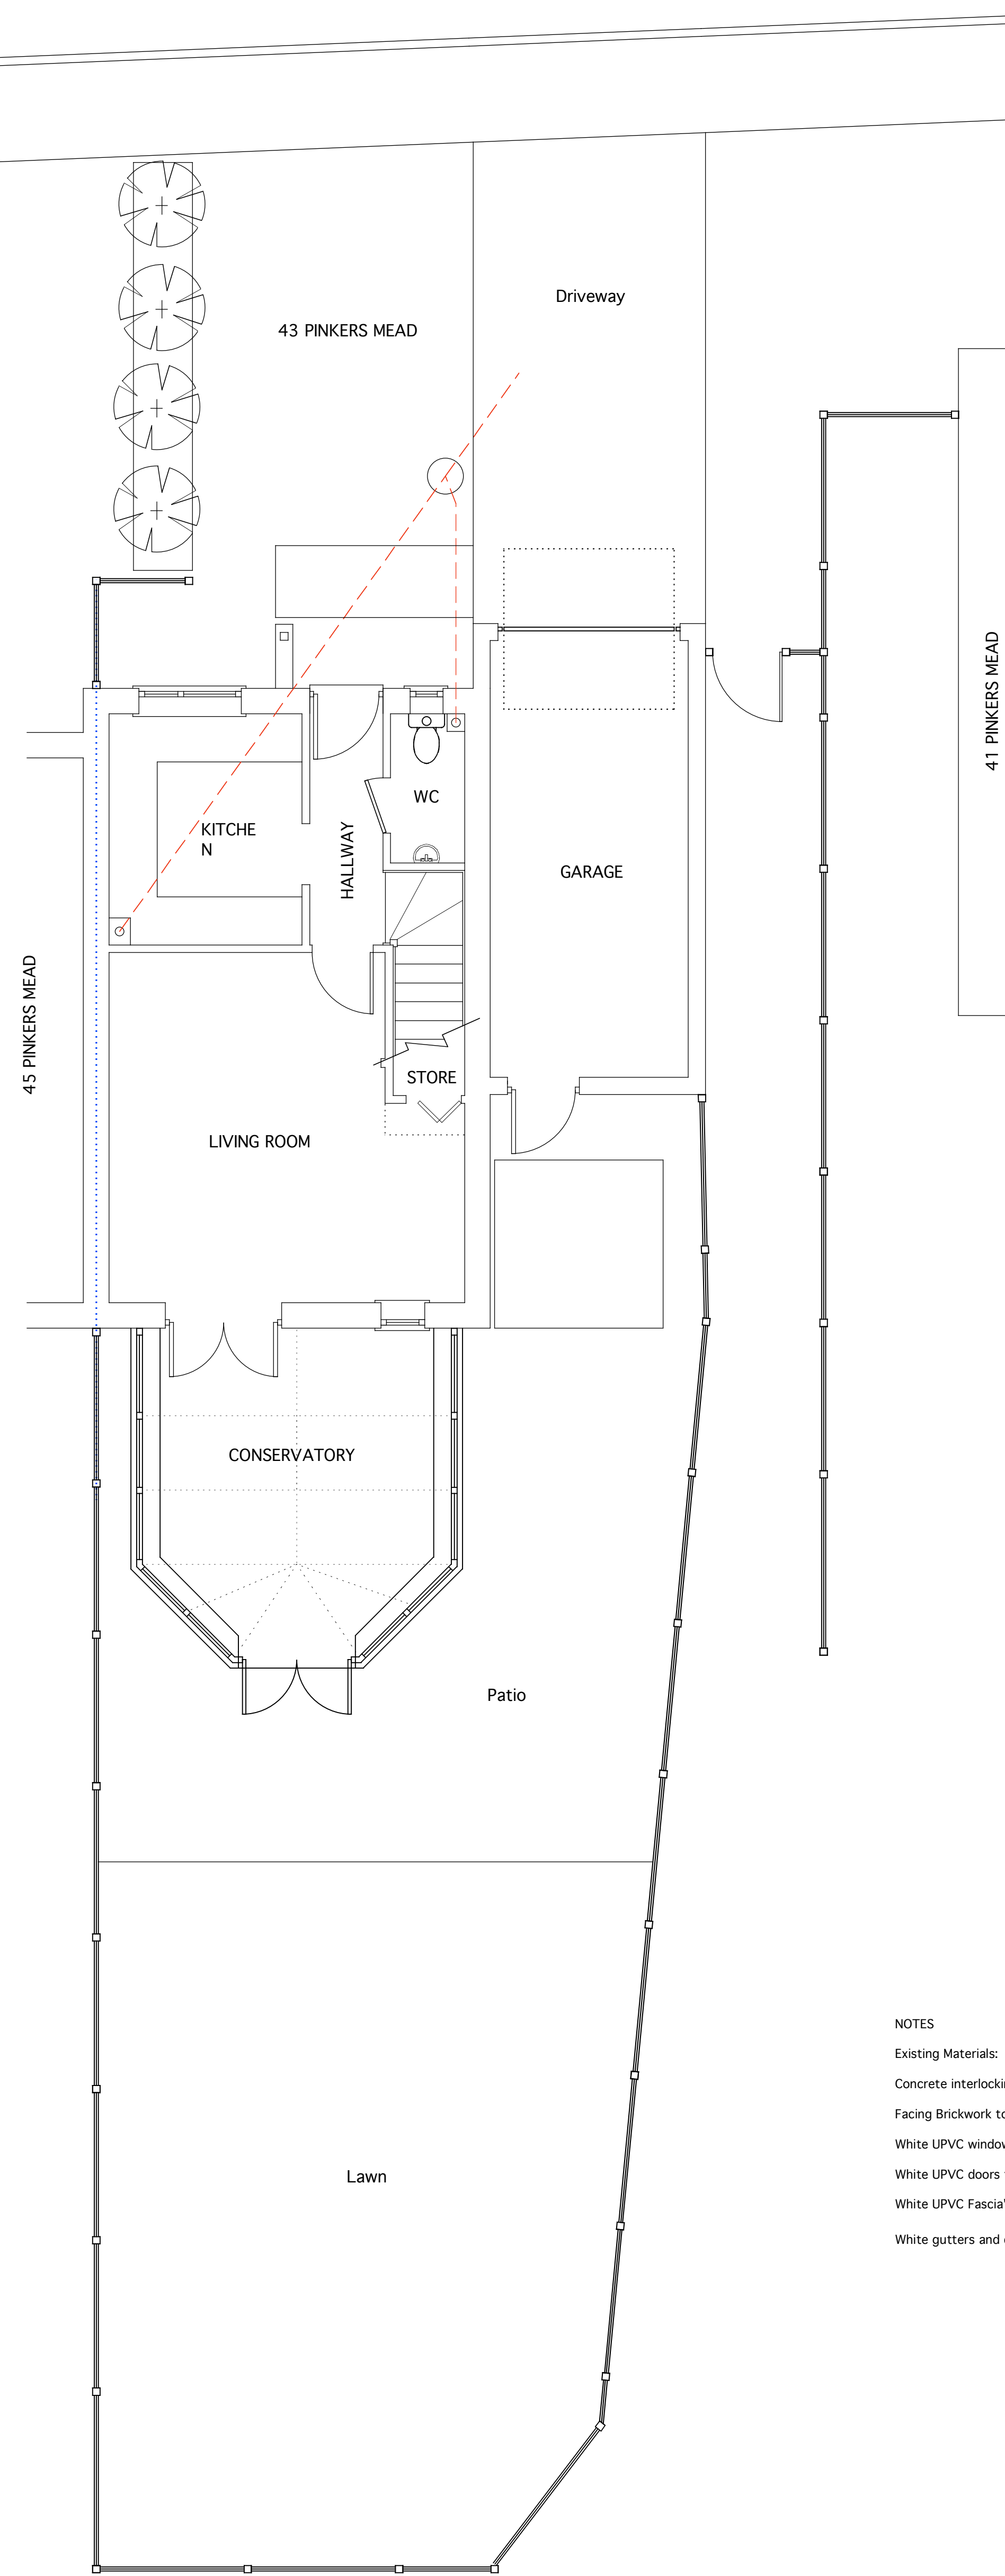 Driveway
43 PINKERS MEAD
41 PINKERS MEAD
WC
KITCHE
N
HALLWAY
GARAGE
45 PINKERS MEAD
STORE
LIVING ROOM
CONSERVATORY
Patio
NOTES
Existing Materials:
Concrete interlocki
Facing Brickwork to
White UPVC window
White UPVC doors
White UPVC Fascia'
White gutters and
Lawn